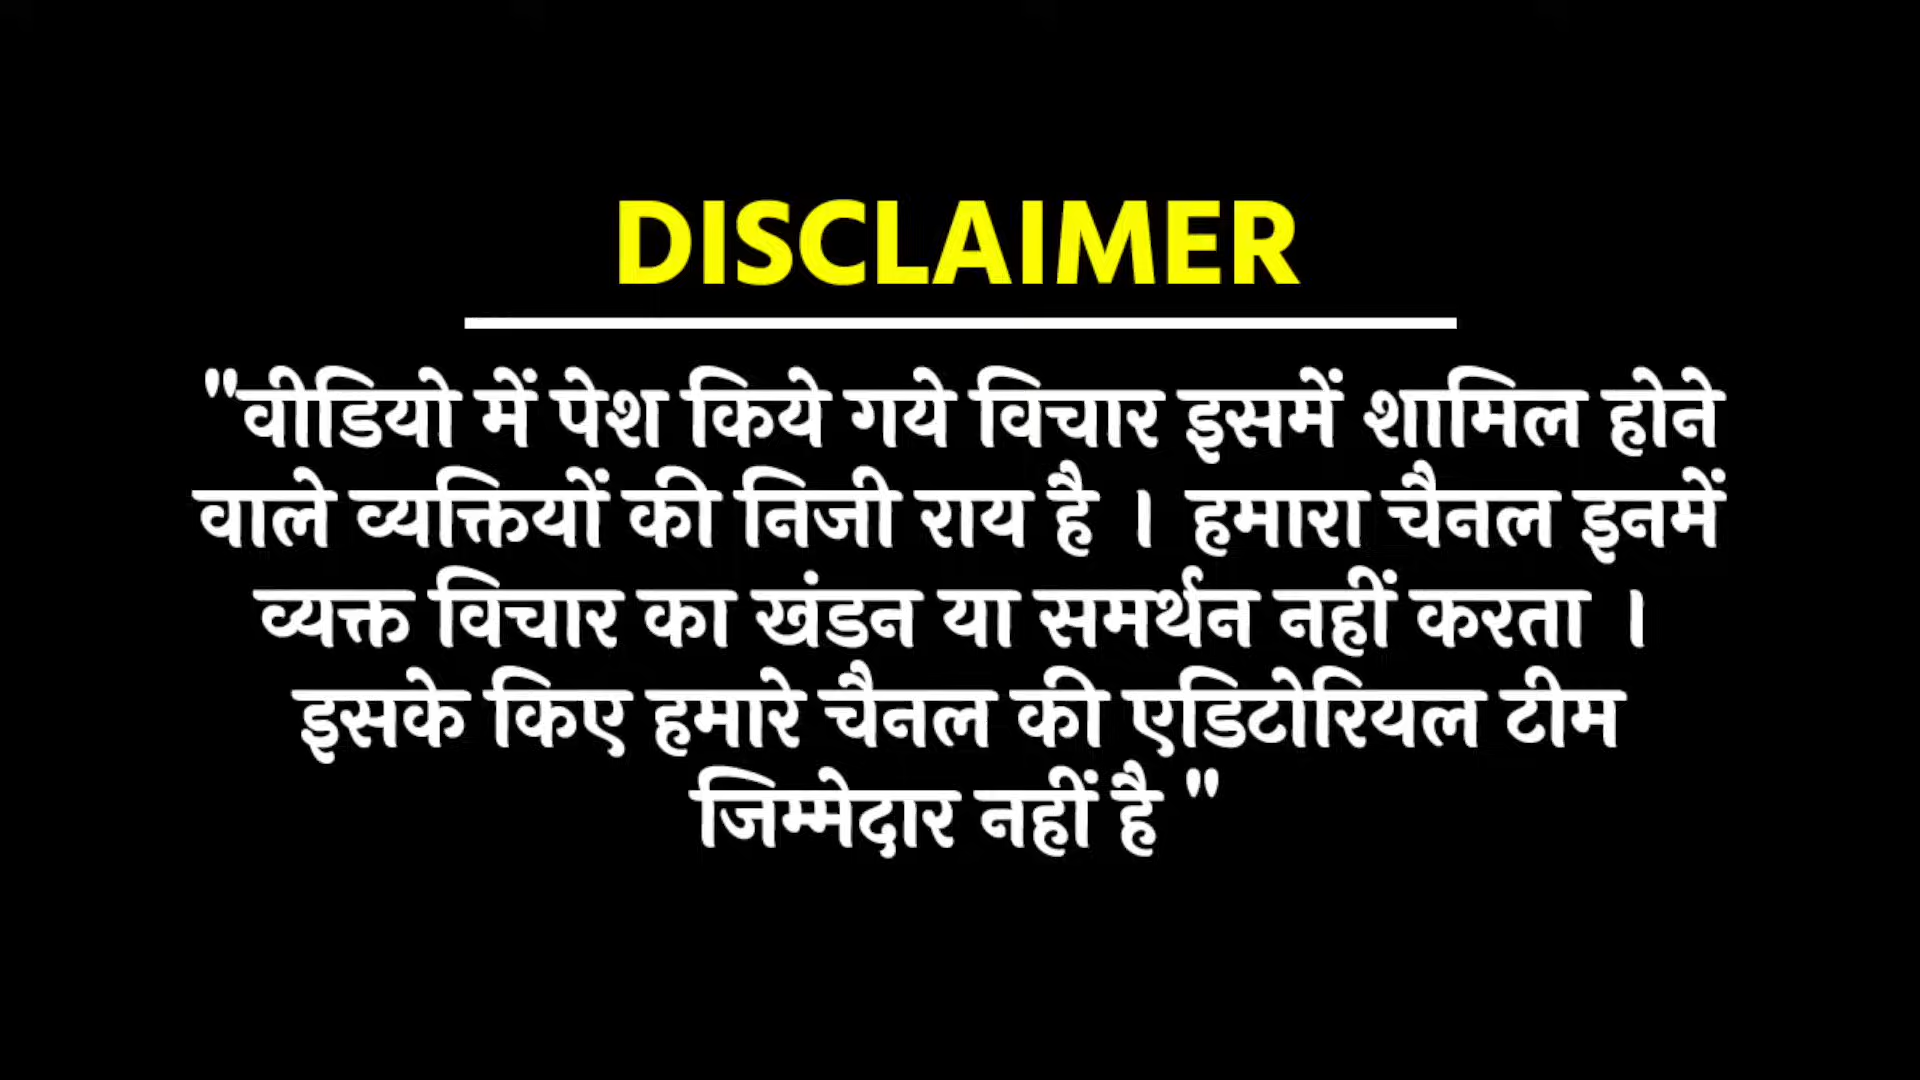 DISCLAIMER
"वीडियो में पेश किये गये विचार इसमें शामिल होने
वाले व्यक्तियों की निजी राय है । हमारा चैनल इनमें
व्यक्त विचार का खंडन या समर्थन नहीं करता ।
इसके किए हमारे चैनल की एडिटोरियल टीम
जिम्मेदार नहीं है "